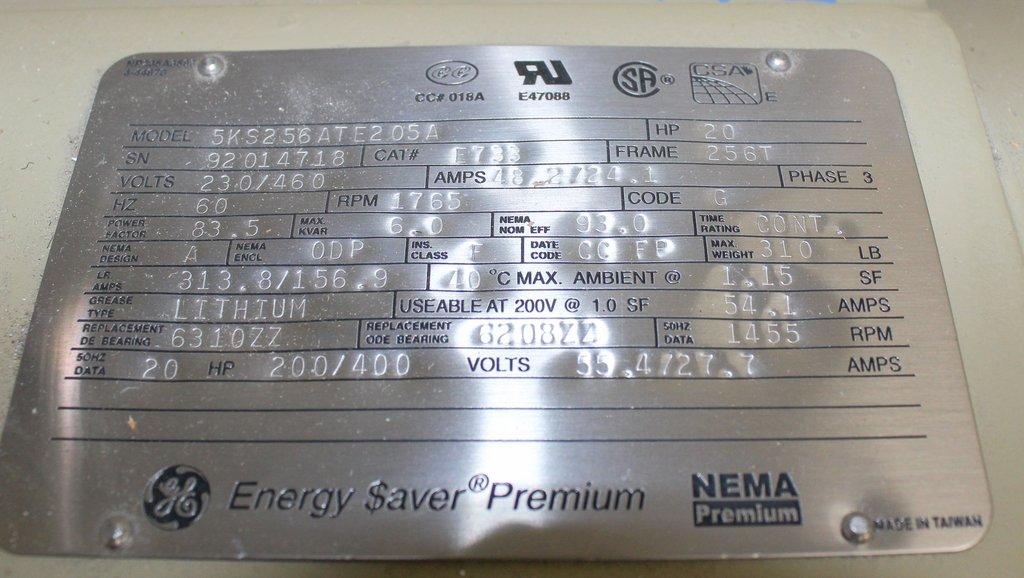 CC# 018A E47088 SA® CSA E
MODEL 5KS256ATE205A HP 20
SN 92014718 CAT# E733 FRAME 256T
VOLTS 230/460 AMPS 48.2/24.1 PHASE 3
HZ 60 RPM 1765 CODE G
POWER FACTOR 83.5 MAX. KVAR 6.0 NEMA NOM EFF 93.0 TIME RATING CONT.
NEMA DESIGN A NEMA ENCL ODP INS. CLASS F DATE CODE MAX. WEIGHT 310 LB
LR AMPS 313.8/156.9 40 °C MAX. AMBIENT @ 1.15 SF
GREASE TYPE LITHIUM USEABLE AT 200V @ 1.0 SF 54.1 AMPS
REPLACEMENT DE BEARING 6310ZZ REPLACEMENT ODE BEARING 6208ZZ 50HZ DATA 1455 RPM
50HZ DATA 20 HP 200/400 VOLTS 55.4/27.7 AMPS
GE Energy $aver® Premium NEMA Premium
MADE IN TAIWAN